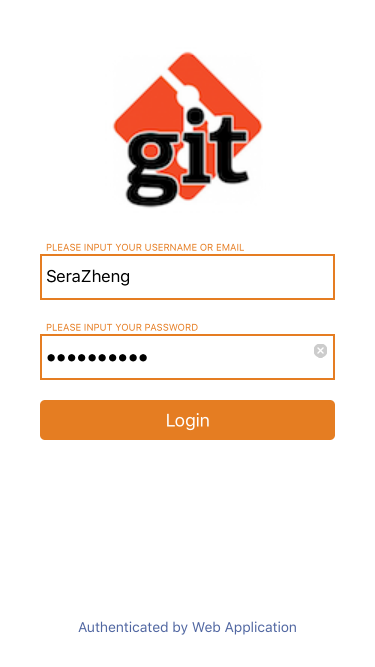 git
PLEASE INPUT YOUR USERNAME OR EMAIL
SeraZheng
PLEASE INPUT YOUR PASSWORD
●●●●●●●●●●
Login
Authenticated by Web Application